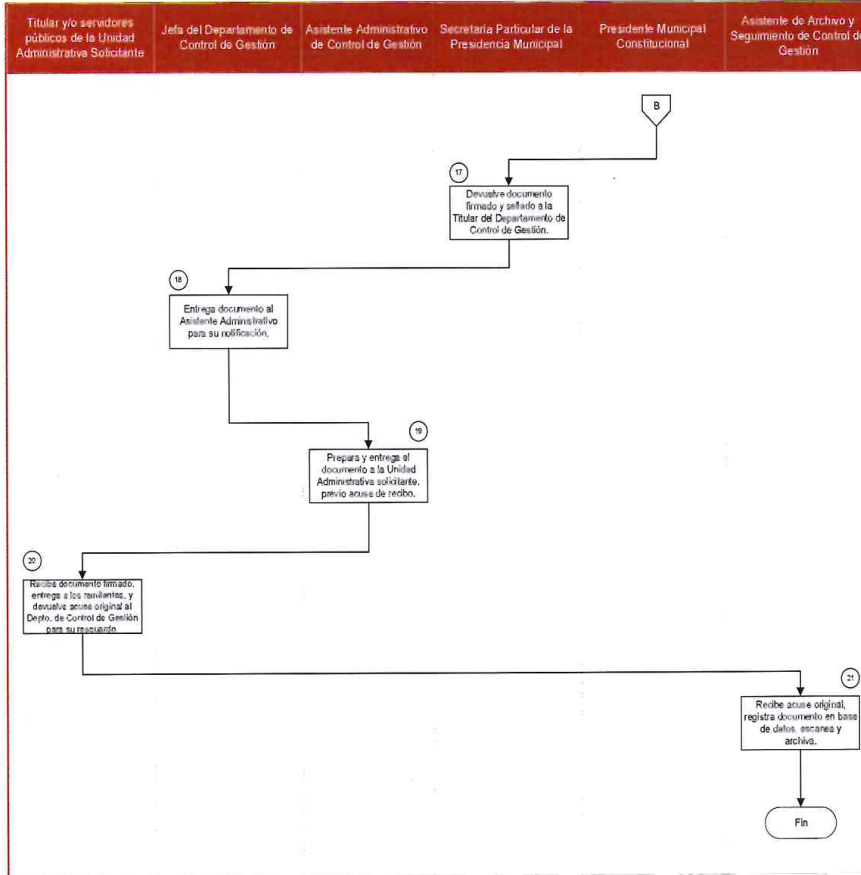 Titular y/o servidores
públicos de la Unidad
Administrativa Solicitante
Jefa del Departamento de
Control de Gestión
Asistente Administrativo
de Control de Gestión
Secretaria Particular de la
Presidencia Municipal
Presidente Municipal
Constitucional
Asistente de Archivo y
Seguimiento de Control de
Gestión
B
17
Devuelve documento
firmado y sellado a la
Titular del Departamento de
Control de Gestión.
18
Entrega documento al
Asistente Administrativo
para su notificación.
19
Prepara y entrega el
documento a la Unidad
Administrativa solicitante,
previo acuse de recibo.
20
Recibe documento firmado,
entrega a los remitentes, y
devuelve acuse original al
Depto. de Control de Gestión
para su resguardo.
21
Recibe acuse original,
registra documento en base
de datos, escanea y
archiva.
Fin